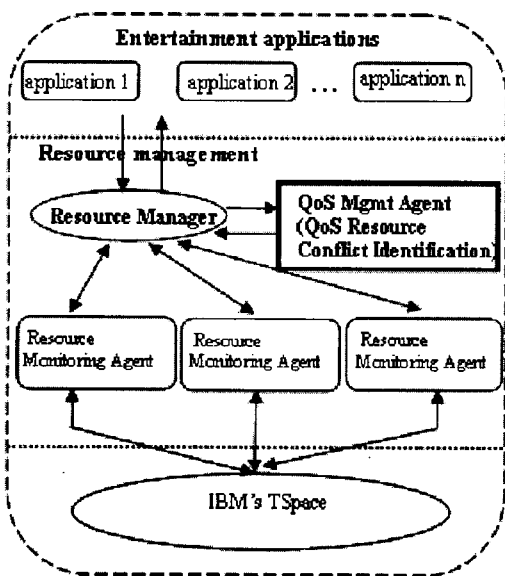 Entertainment applications
application 1
application 2
...
application n
Resource management
Resource Manager
QoS Mgmt Agent
(QoS Resource
Conflict Identification)
Resource
Monitoring Agent
Resource
Monitoring Agent
Resource
Monitoring Agent
IBM's TSpace